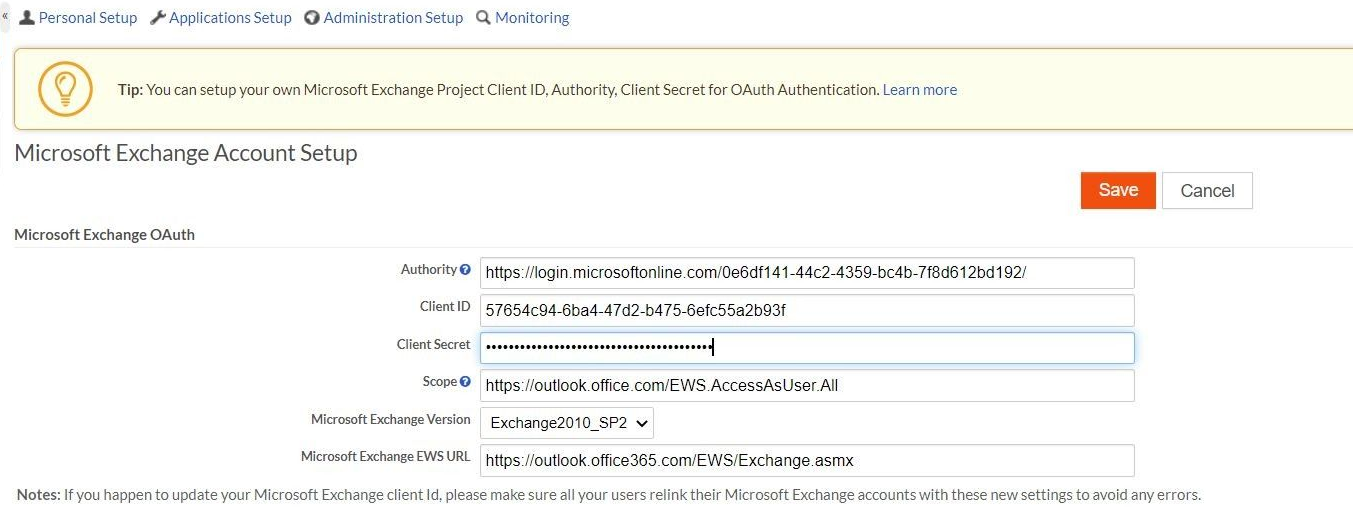 « Personal Setup Applications Setup Administration Setup Monitoring
Tip: You can setup your own Microsoft Exchange Project Client ID, Authority, Client Secret for OAuth Authentication. Learn more
Microsoft Exchange Account Setup
Save Cancel
Microsoft Exchange OAuth
Authority ? https://login.microsoftonline.com/0e6df141-44c2-4359-bc4b-7f8d612bd192/
Client ID 57654c94-6ba4-47d2-b475-6efc55a2b93f
Client Secret ••••••••••••••••••••••••••••••••••••••••
Scope ? https://outlook.office.com/EWS.AccessAsUser.All
Microsoft Exchange Version Exchange2010_SP2
Microsoft Exchange EWS URL https://outlook.office365.com/EWS/Exchange.asmx
Notes: If you happen to update your Microsoft Exchange client Id, please make sure all your users relink their Microsoft Exchange accounts with these new settings to avoid any errors.